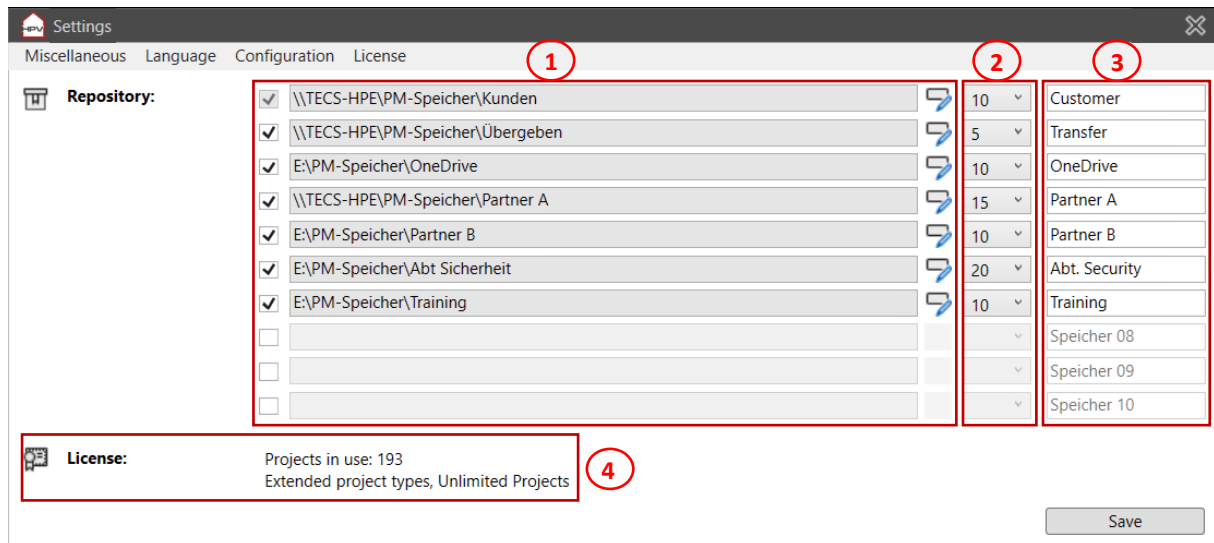 HPV Settings
Miscellaneous Language Configuration License
1 2 3
Repository: \\TECS-HPE\PM-Speicher\Kunden 10 Customer
\\TECS-HPE\PM-Speicher\Übergeben 5 Transfer
E:\PM-Speicher\OneDrive 10 OneDrive
\\TECS-HPE\PM-Speicher\Partner A 15 Partner A
E:\PM-Speicher\Partner B 10 Partner B
E:\PM-Speicher\Abt Sicherheit 20 Abt. Security
E:\PM-Speicher\Training 10 Training
Speicher 08
Speicher 09
Speicher 10
License: Projects in use: 193
Extended project types, Unlimited Projects 4
Save